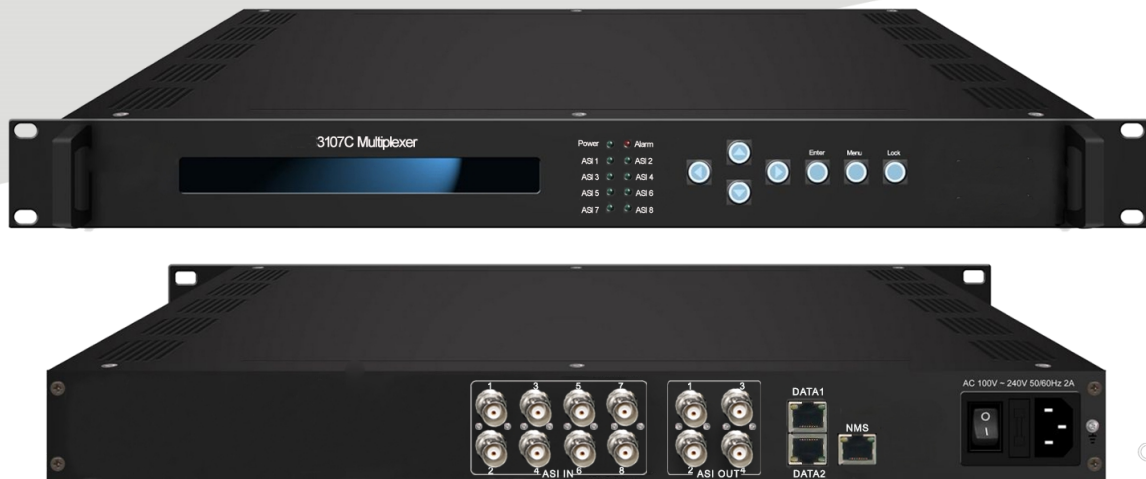 3107C Multiplexer
Power Alarm
ASI 1 ASI 2
ASI 3 ASI 4
ASI 5 ASI 6
ASI 7 ASI 8
Enter Menu Lock
1 3 5 7
2 4 ASI IN 6 8
1 3
2 ASI OUT 4
DATA1
DATA2
NMS
AC 100V ~ 240V 50/60Hz 2A
O
I